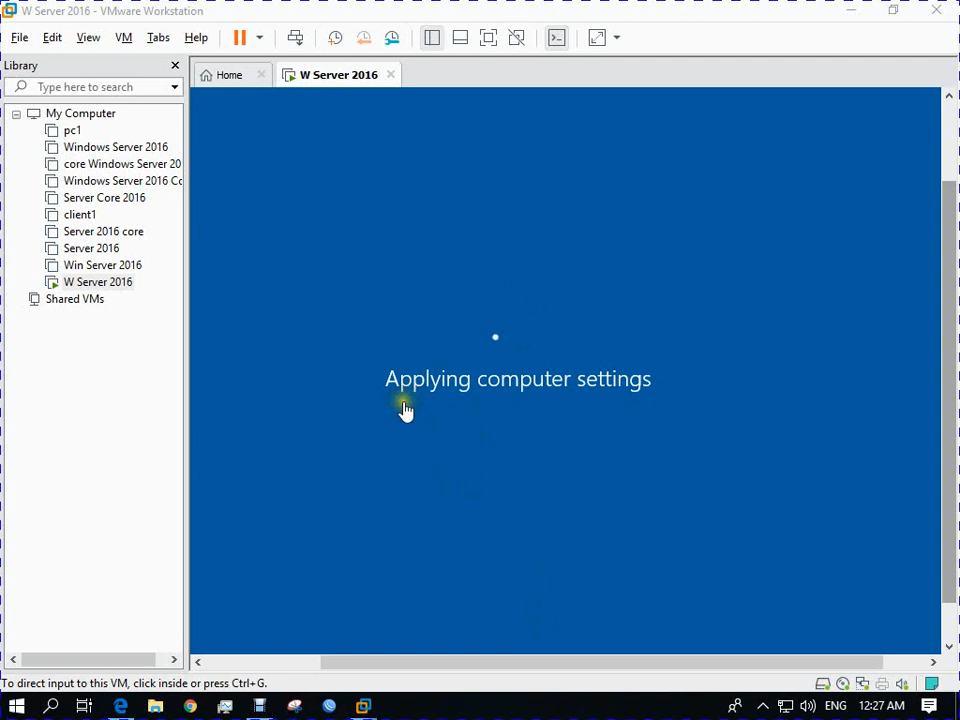 W Server 2016 - VMware Workstation
File Edit View VM Tabs Help
Library
Type here to search
Home
W Server 2016
My Computer
pc1
Windows Server 2016
core Windows Server 20
Windows Server 2016 Co
Server Core 2016
client1
Server 2016 core
Server 2016
Win Server 2016
W Server 2016
Shared VMs
Applying computer settings
To direct input to this VM, click inside or press Ctrl+G.
ENG 12:27 AM